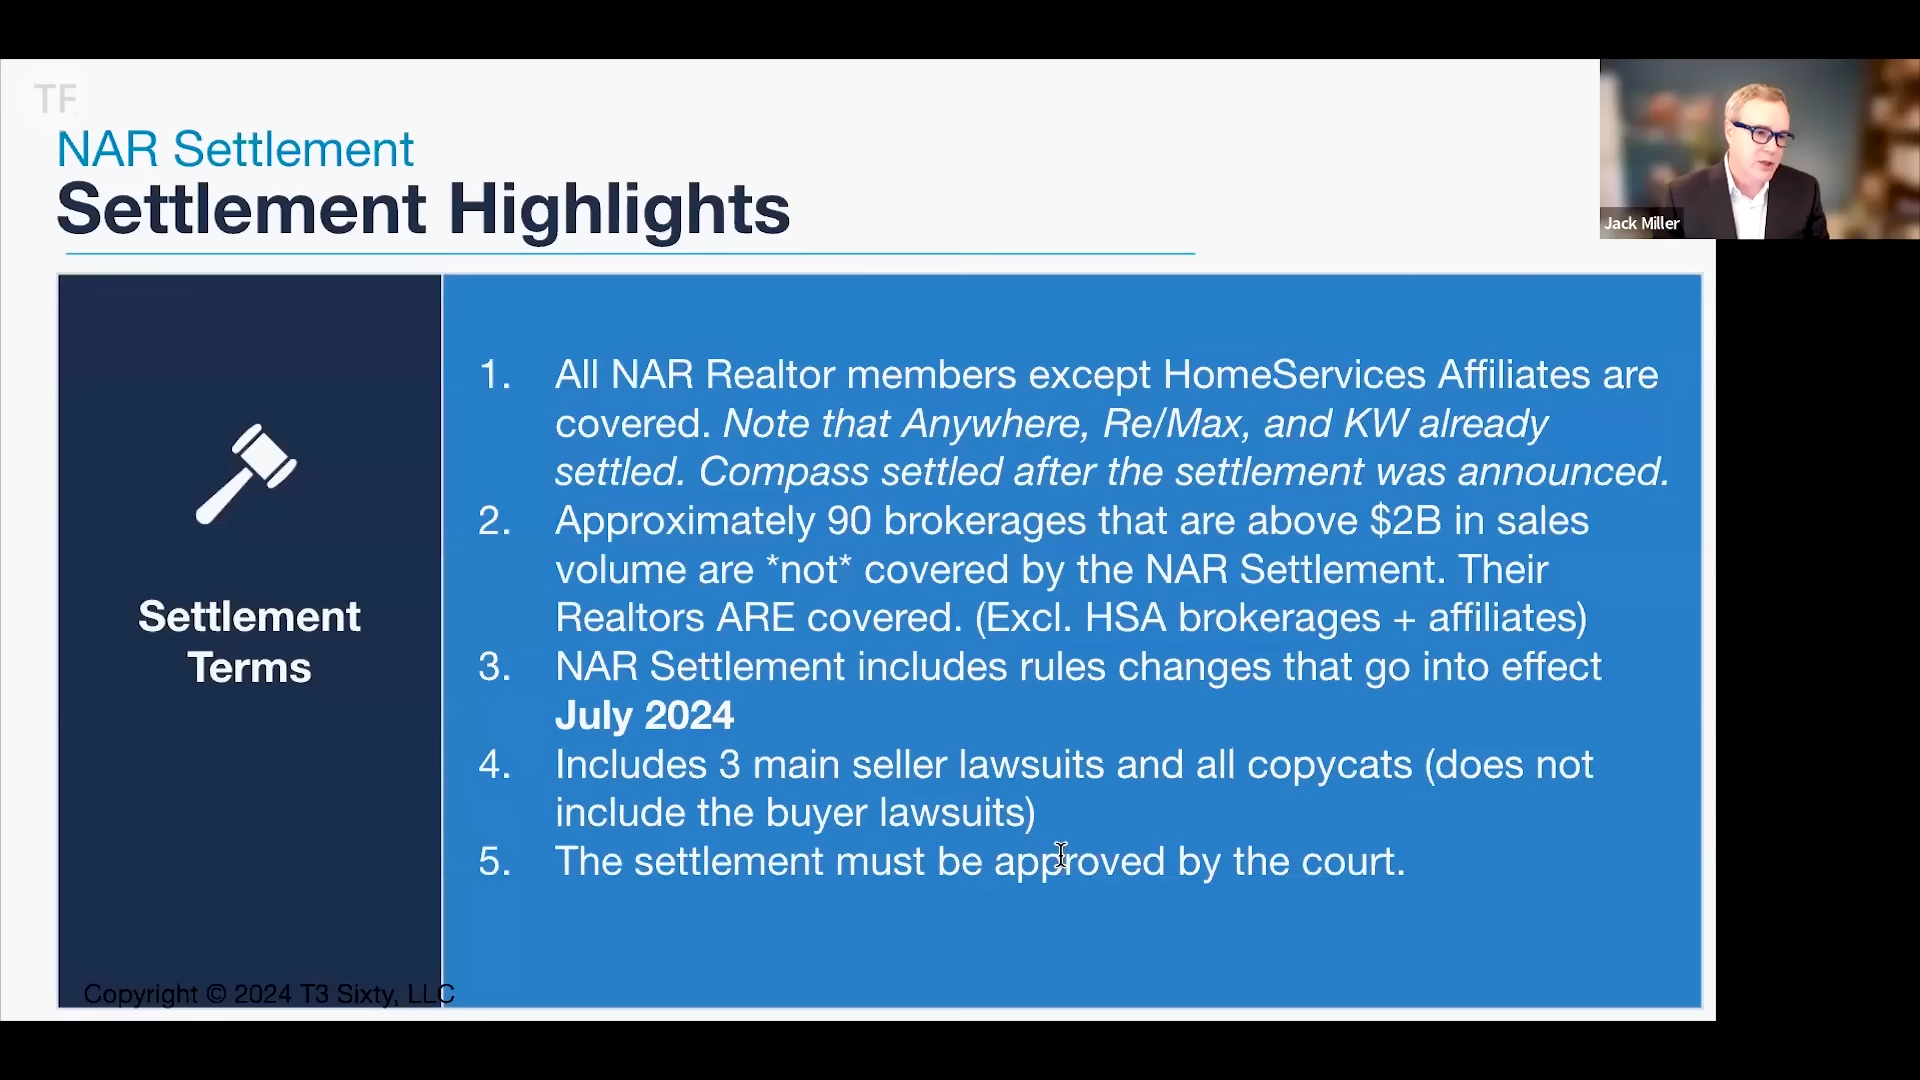 TF
NAR Settlement
Settlement Highlights
Jack Miller
Settlement
Terms
1. All NAR Realtor members except HomeServices Affiliates are
covered. Note that Anywhere, Re/Max, and KW already
settled. Compass settled after the settlement was announced.
2. Approximately 90 brokerages that are above $2B in sales
volume are *not* covered by the NAR Settlement. Their
Realtors ARE covered. (Excl. HSA brokerages + affiliates)
3. NAR Settlement includes rules changes that go into effect
July 2024
4. Includes 3 main seller lawsuits and all copycats (does not
include the buyer lawsuits)
5. The settlement must be approved by the court.
Copyright © 2024 T3 Sixty, LLC